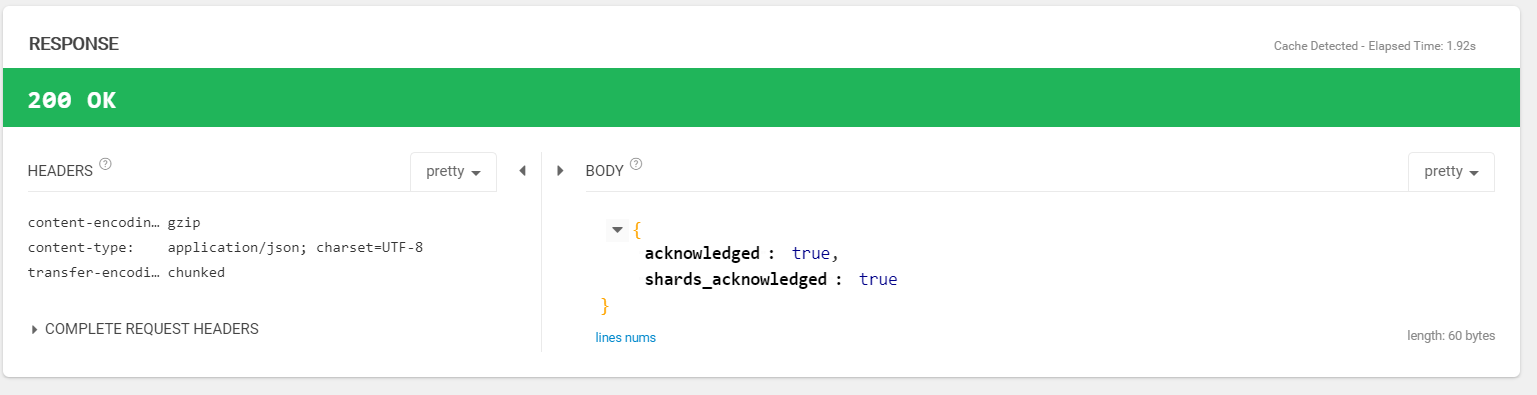 RESPONSE
Cache Detected - Elapsed Time: 1.92s
200 OK
HEADERS ?
pretty
content-encodin… gzip
content-type: application/json; charset=UTF-8
transfer-encodi… chunked
COMPLETE REQUEST HEADERS
BODY ?
pretty
{
acknowledged : true,
shards_acknowledged : true
}
lines nums
length: 60 bytes